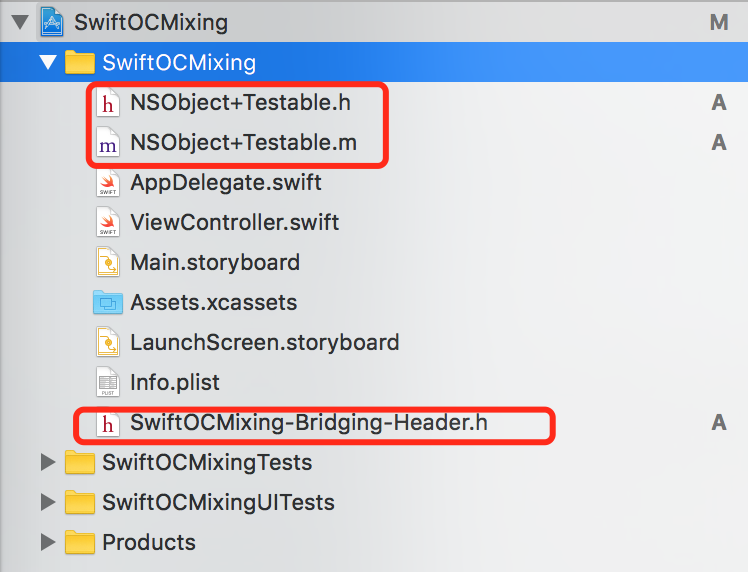 SwiftOCMixing M
SwiftOCMixing
h NSObject+Testable.h A
m NSObject+Testable.m A
SWIFT AppDelegate.swift
SWIFT ViewController.swift
Main.storyboard
Assets.xcassets
LaunchScreen.storyboard
PLIST Info.plist
h SwiftOCMixing-Bridging-Header.h A
SwiftOCMixingTests
SwiftOCMixingUITests
Products